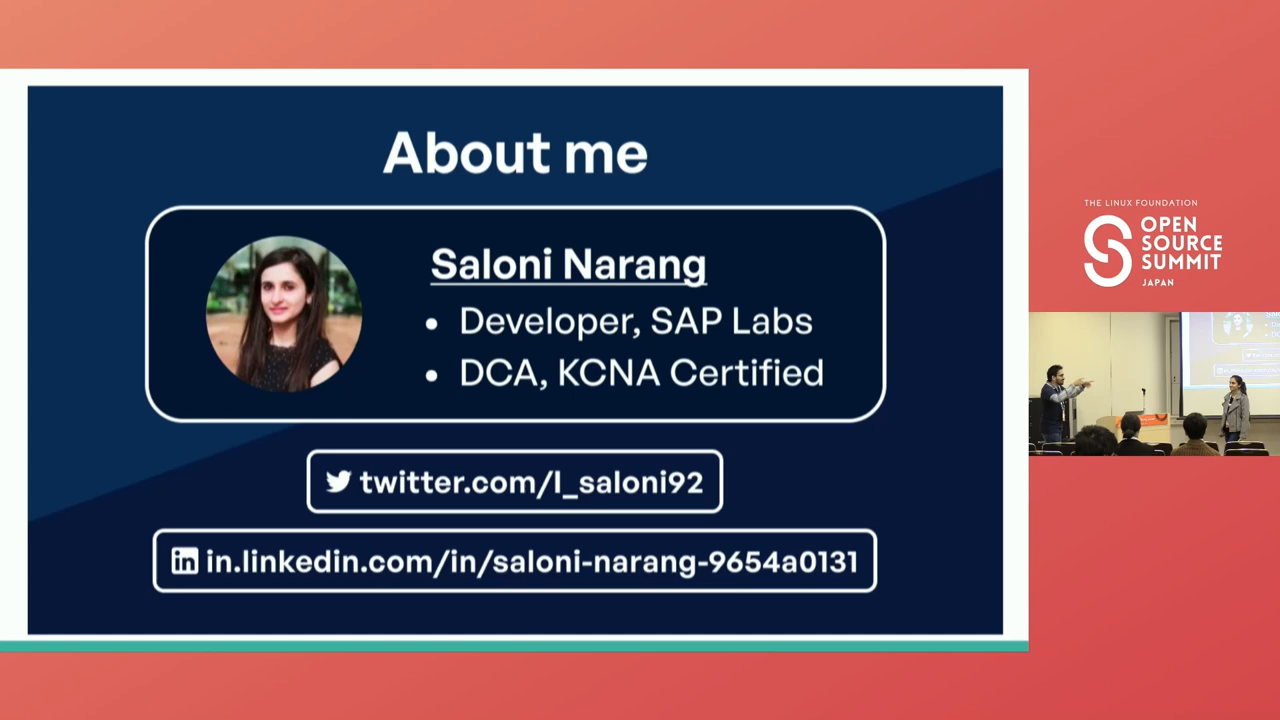 About me
Saloni Narang
• Developer, SAP Labs
• DCA, KCNA Certified
twitter.com/I_saloni92
in.linkedin.com/in/saloni-narang-9654a0131
THE LINUX FOUNDATION
OPEN
SOURCE
SUMMIT
JAPAN